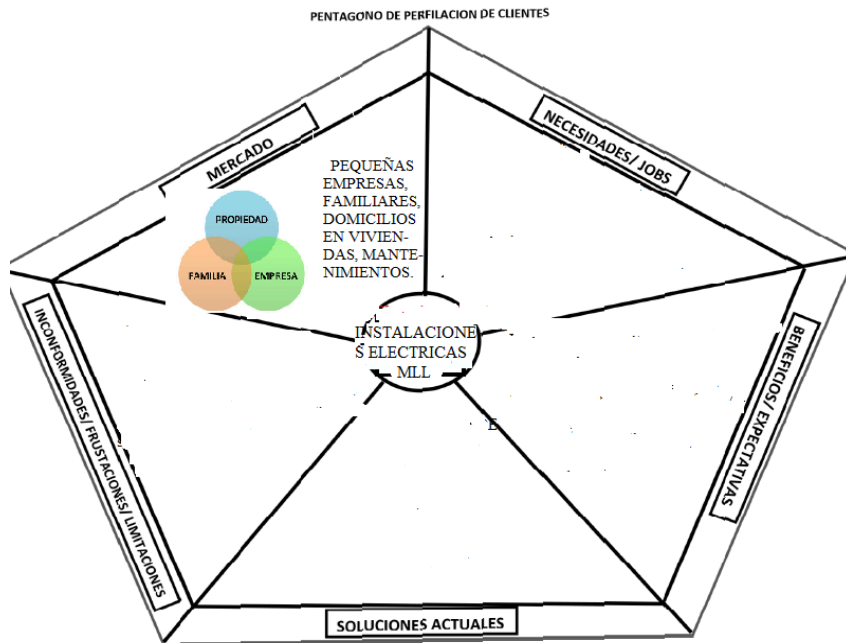 PENTAGONO DE PERFILACION DE CLIENTES
MERCADO
NECESIDADES/ JOBS
PEQUEÑAS
EMPRESAS,
FAMILIARES,
DOMICILIOS
EN VIVIEN-
DAS, MANTE-
NIMIENTOS.
PROPIEDAD
FAMILIA
EMPRESA
INSTALACIONE
S ELECTRICAS
MLL
E
INCONFORMIDADES/ FRUSTACIONES/ LIMITACIONES
BENEFICIOS/ EXPECTATIVAS
SOLUCIONES ACTUALES